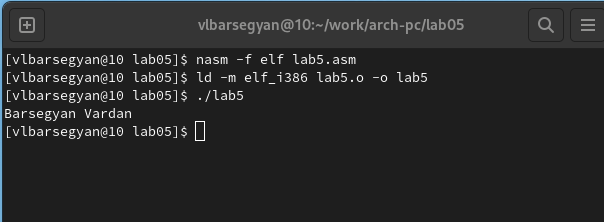 vlbarsegyan@10:~/work/arch-pc/lab05
[vlbarsegyan@10 lab05]$ nasm -f elf lab5.asm
[vlbarsegyan@10 lab05]$ ld -m elf_i386 lab5.o -o lab5
[vlbarsegyan@10 lab05]$ ./lab5
Barsegyan Vardan
[vlbarsegyan@10 lab05]$